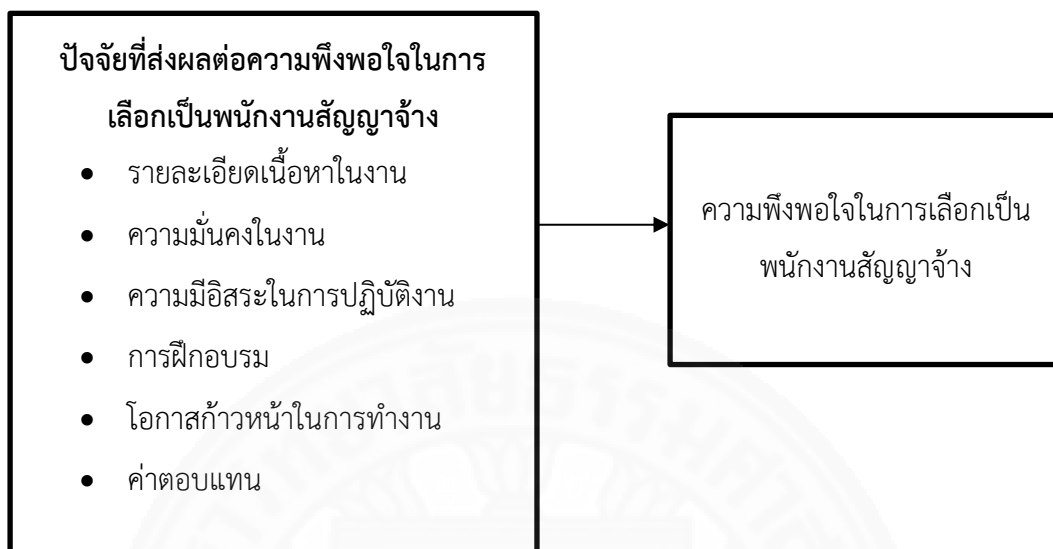 ปัจจัยที่ส่งผลต่อความพึงพอใจในการ
เลือกเป็นพนักงานสัญญาจ้าง
• รายละเอียดเนื้อหาในงาน
• ความมั่นคงในงาน
• ความมีอิสระในการปฏิบัติงาน
• การฝึกอบรม
• โอกาสก้าวหน้าในการทำงาน
• ค่าตอบแทน
ความพึงพอใจในการเลือกเป็น
พนักงานสัญญาจ้าง